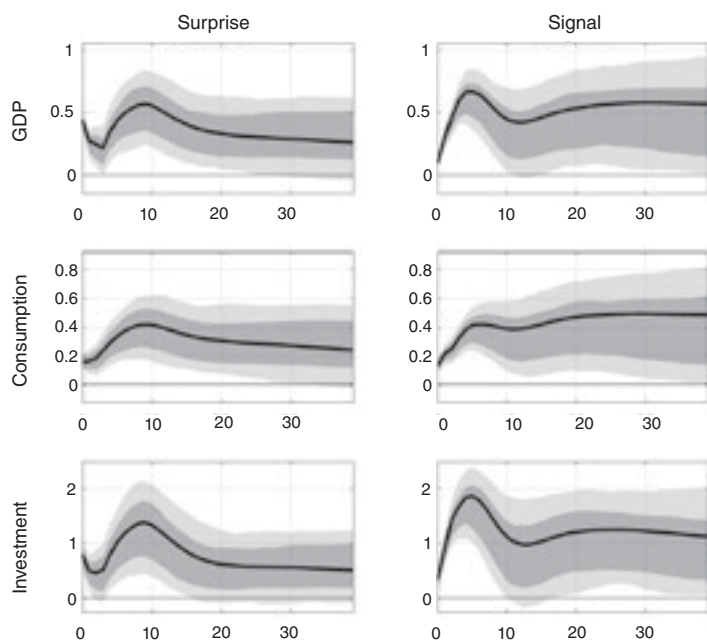 Surprise Signal
GDP
1 1
0.5 0.5
0 0
0 10 20 30 0 10 20 30
Consumption
0.8 0.8
0.6 0.6
0.4 0.4
0.2 0.2
0 0
0 10 20 30 0 10 20 30
Investment
2 2
1 1
0 0
0 10 20 30 0 10 20 30